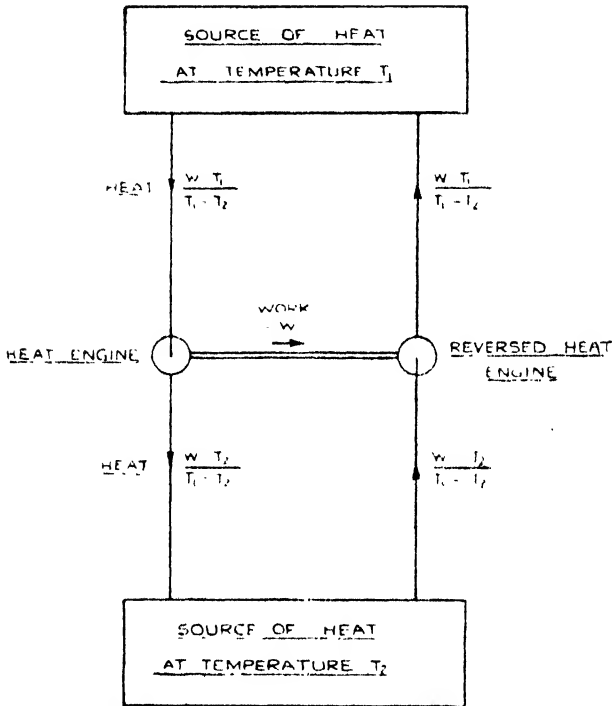 SOURCE OF HEAT
AT TEMPERATURE T₁
HEAT
W T₁
T₁ - T₂
W T₁
T₁ - T₂
WORK
W
HEAT ENGINE
REVERSED HEAT
ENGINE
HEAT
W T₂
T₁ - T₂
W T₂
T₁ - T₂
SOURCE OF HEAT
AT TEMPERATURE T₂